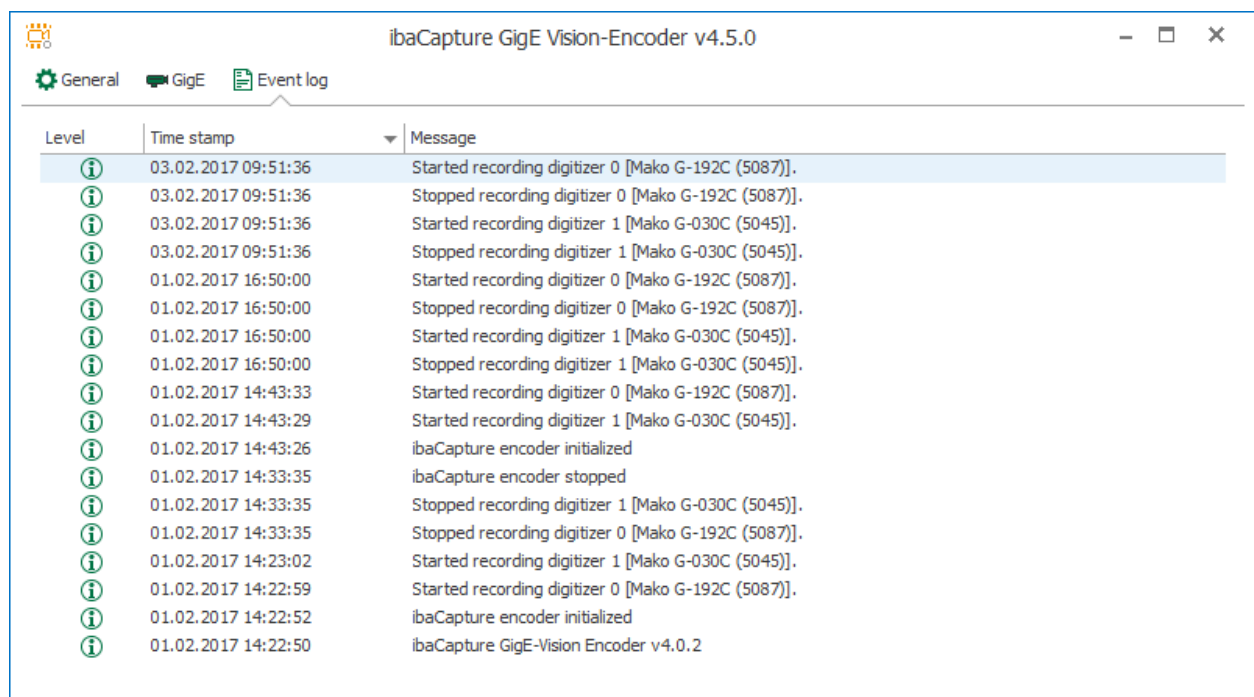 ibaCapture GigE Vision-Encoder v4.5.0
General GigE Event log
Level Time stamp Message
03.02.2017 09:51:36 Started recording digitizer 0 [Mako G-192C (5087)].
03.02.2017 09:51:36 Stopped recording digitizer 0 [Mako G-192C (5087)].
03.02.2017 09:51:36 Started recording digitizer 1 [Mako G-030C (5045)].
03.02.2017 09:51:36 Stopped recording digitizer 1 [Mako G-030C (5045)].
01.02.2017 16:50:00 Started recording digitizer 0 [Mako G-192C (5087)].
01.02.2017 16:50:00 Stopped recording digitizer 0 [Mako G-192C (5087)].
01.02.2017 16:50:00 Started recording digitizer 1 [Mako G-030C (5045)].
01.02.2017 16:50:00 Stopped recording digitizer 1 [Mako G-030C (5045)].
01.02.2017 14:43:33 Started recording digitizer 0 [Mako G-192C (5087)].
01.02.2017 14:43:29 Started recording digitizer 1 [Mako G-030C (5045)].
01.02.2017 14:43:26 ibaCapture encoder initialized
01.02.2017 14:33:35 ibaCapture encoder stopped
01.02.2017 14:33:35 Stopped recording digitizer 1 [Mako G-030C (5045)].
01.02.2017 14:33:35 Stopped recording digitizer 0 [Mako G-192C (5087)].
01.02.2017 14:23:02 Started recording digitizer 1 [Mako G-030C (5045)].
01.02.2017 14:22:59 Started recording digitizer 0 [Mako G-192C (5087)].
01.02.2017 14:22:52 ibaCapture encoder initialized
01.02.2017 14:22:50 ibaCapture GigE-Vision Encoder v4.0.2